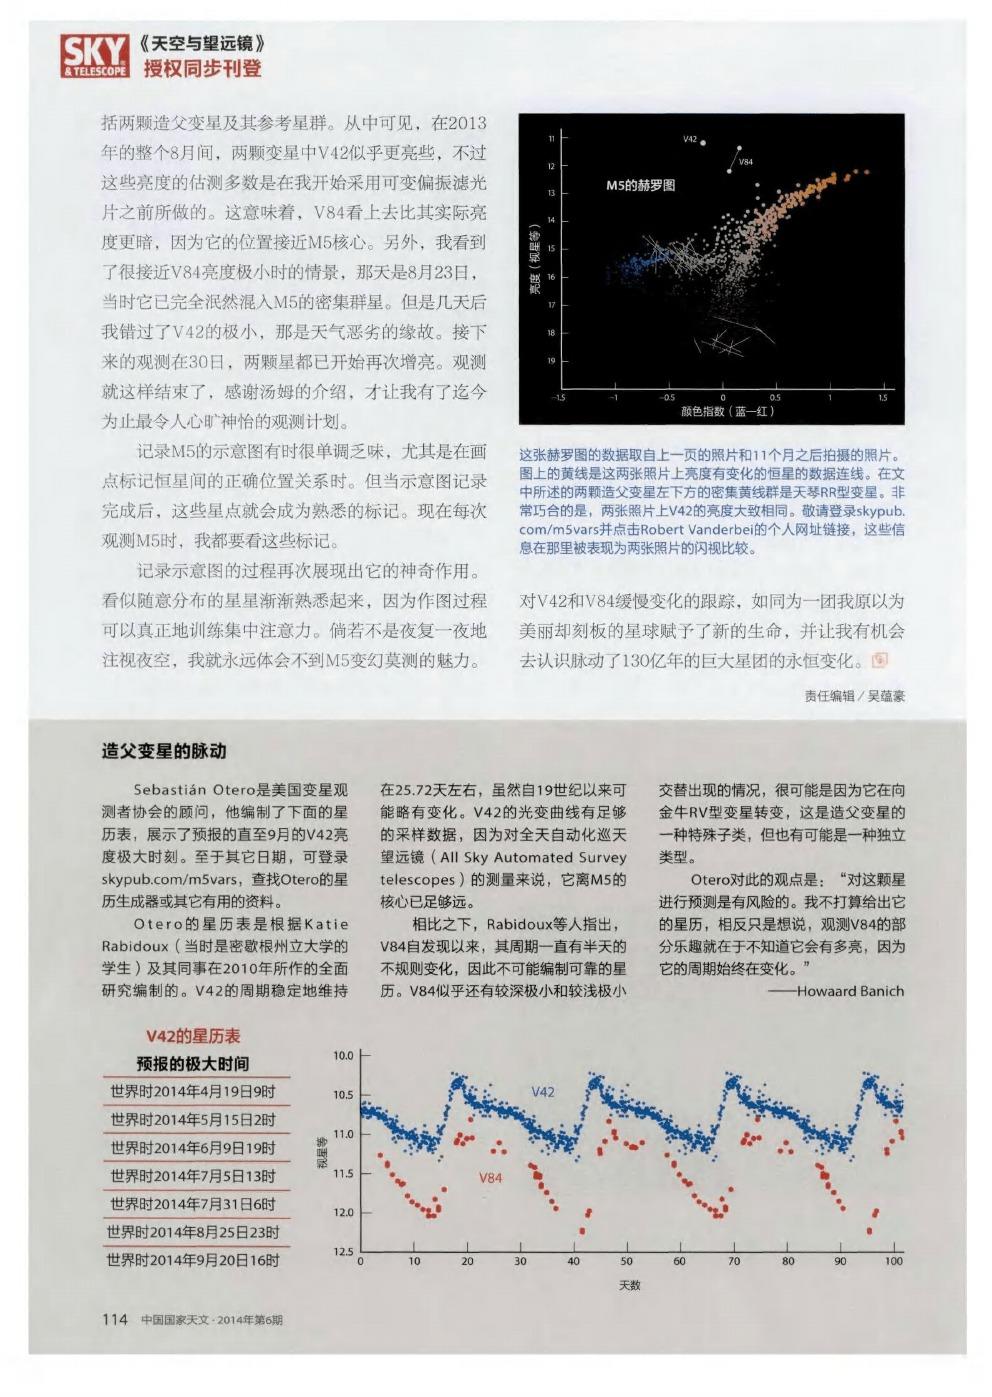 SKY
& TELESCOPE
《天空与望远镜》
授权同步刊登
括两颗造父变星及其参考星群。从中可见，在2013
年的整个8月间，两颗变星中V42似乎更亮些，不过
这些亮度的估测多数是在我开始采用可变偏振滤光
片之前所做的。这意味着，V84看上去比其实际亮
度更暗，因为它的位置接近M5核心。另外，我看到
了很接近V84亮度极小时的情景，那天是8月23日，
当时它已完全泯然混入M5的密集群星。但是几天后
我错过了V42的极小，那是天气恶劣的缘故。接下
来的观测在30日，两颗星都已开始再次增亮。观测
就这样结束了，感谢汤姆的介绍，才让我有了迄今
为止最令人心旷神怡的观测计划。
记录M5的示意图有时很单调乏味，尤其是在画
点标记恒星间的正确位置关系时。但当示意图记录
完成后，这些星点就会成为熟悉的标记。现在每次
观测M5时，我都要看这些标记。
记录示意图的过程再次展现出它的神奇作用。
看似随意分布的星星渐渐熟悉起来，因为作图过程
可以真正地训练集中注意力。倘若不是夜复一夜地
注视夜空，我就永远体会不到M5变幻莫测的魅力。
M5的赫罗图
V42
V84
亮度（视星等）
11
12
13
14
15
16
17
18
19
-1.5 -1 -0.5 0 0.5 1 1.5
颜色指数（蓝—红）
这张赫罗图的数据取自上一页的照片和11个月之后拍摄的照片。
图上的黄线是这两张照片上亮度有变化的恒星的数据连线。在文
中所述的两颗造父变星左下方的密集黄线群是天琴RR型变星。非
常巧合的是，两张照片上V42的亮度大致相同。敬请登录skypub.
com/m5vars并点击Robert Vanderbei的个人网址链接，这些信
息在那里被表现为两张照片的闪视比较。
对V42和V84缓慢变化的跟踪，如同为一团我原以为
美丽却刻板的星球赋予了新的生命，并让我有机会
去认识脉动了130亿年的巨大星团的永恒变化。
责任编辑／吴蕴豪
造父变星的脉动
Sebastián Otero是美国变星观
测者协会的顾问，他编制了下面的星
历表，展示了预报的直至9月的V42亮
度极大时刻。至于其它日期，可登录
skypub.com/m5vars，查找Otero的星
历生成器或其它有用的资料。
Otero的星历表是根据Katie
Rabidoux（当时是密歇根州立大学的
学生）及其同事在2010年所作的全面
研究编制的。V42的周期稳定地维持
在25.72天左右，虽然自19世纪以来可
能略有变化。V42的光变曲线有足够
的采样数据，因为对全天自动化巡天
望远镜（All Sky Automated Survey
telescopes）的测量来说，它离M5的
核心已足够远。
相比之下，Rabidoux等人指出，
V84自发现以来，其周期一直有半天的
不规则变化，因此不可能编制可靠的星
历。V84似乎还有较深极小和较浅极小
交替出现的情况，很可能是因为它在向
金牛RV型变星转变，这是造父变星的
一种特殊子类，但也有可能是一种独立
类型。
Otero对此的观点是：“对这颗星
进行预测是有风险的。我不打算给出它
的星历，相反只是想说，观测V84的部
分乐趣就在于不知道它会有多亮，因为
它的周期始终在变化。”
——Howaard Banich
V42的星历表
预报的极大时间
世界时2014年4月19日9时
世界时2014年5月15日2时
世界时2014年6月9日19时
世界时2014年7月5日13时
世界时2014年7月31日6时
世界时2014年8月25日23时
世界时2014年9月20日16时
视星等
10.0
10.5
11.0
11.5
12.0
12.5
V42
V84
0 10 20 30 40 50 60 70 80 90 100
天数
114 中国国家天文·2014年第6期